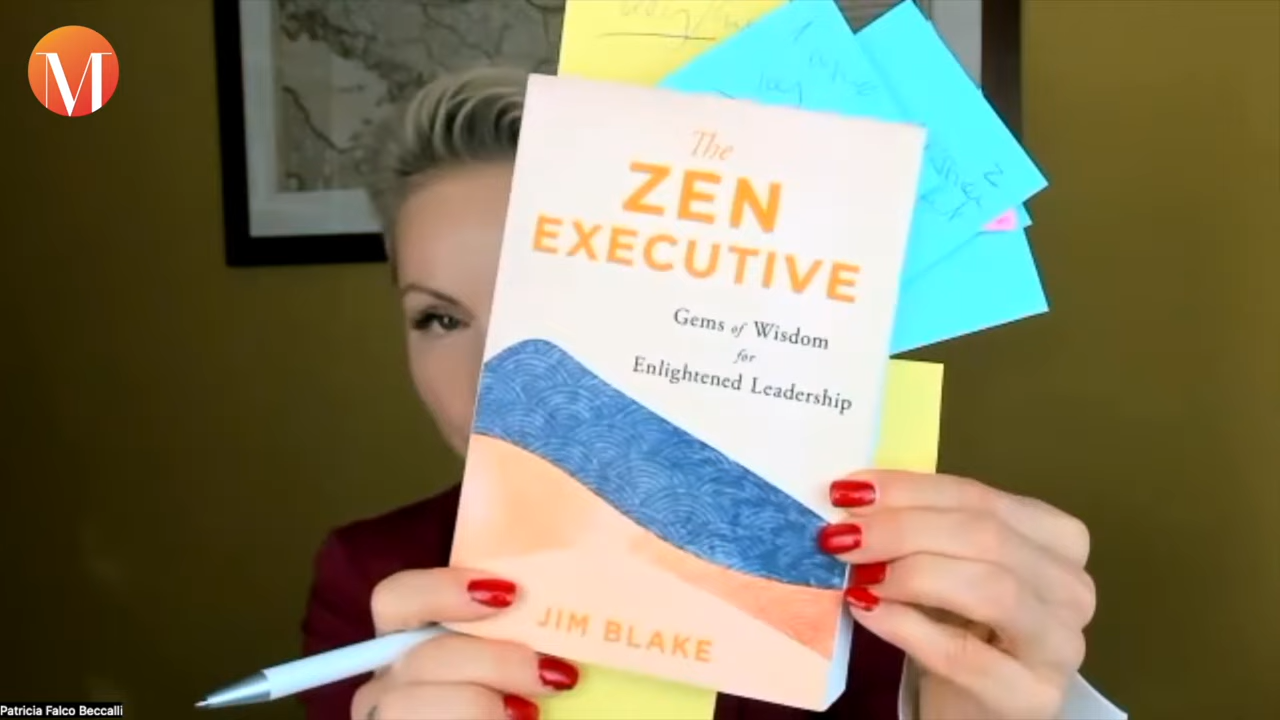 M
The
ZEN
EXECUTIVE
Gems of Wisdom
for
Enlightened Leadership
JIM BLAKE
Patricia Falco Beccalli